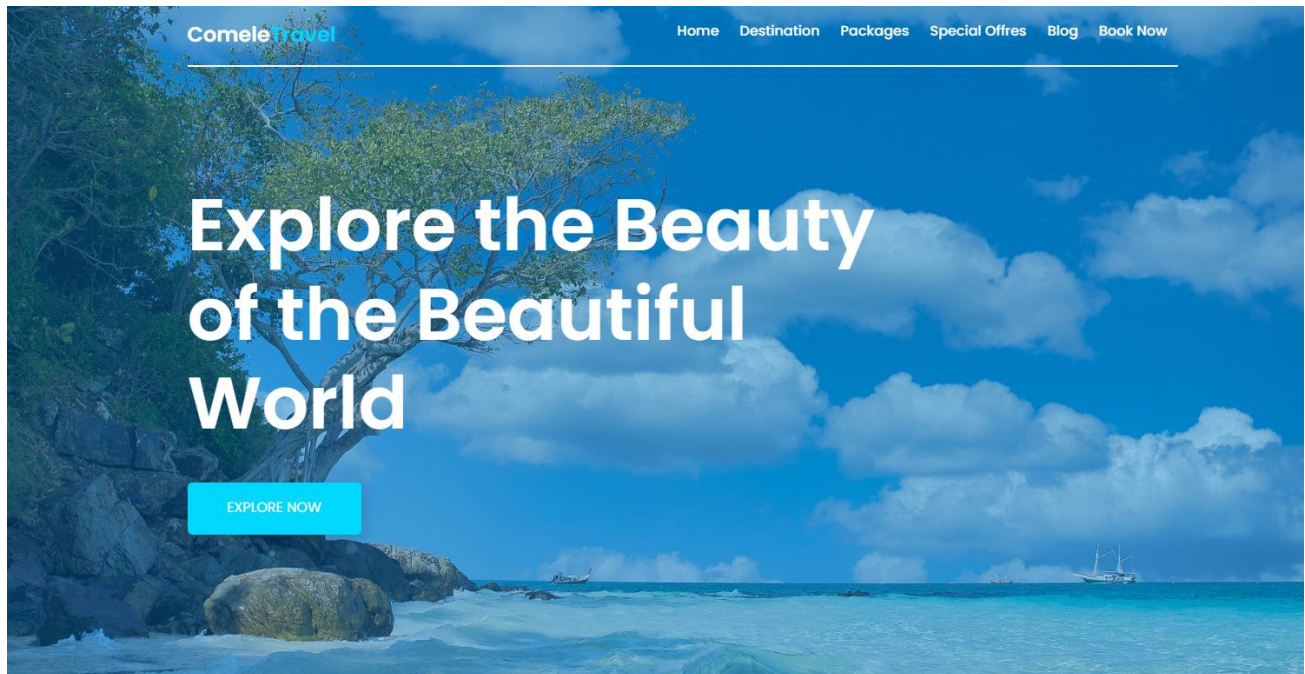 ComeleTravel
Home Destination Packages Special Offres Blog Book Now
Explore the Beauty
of the Beautiful
World
EXPLORE NOW